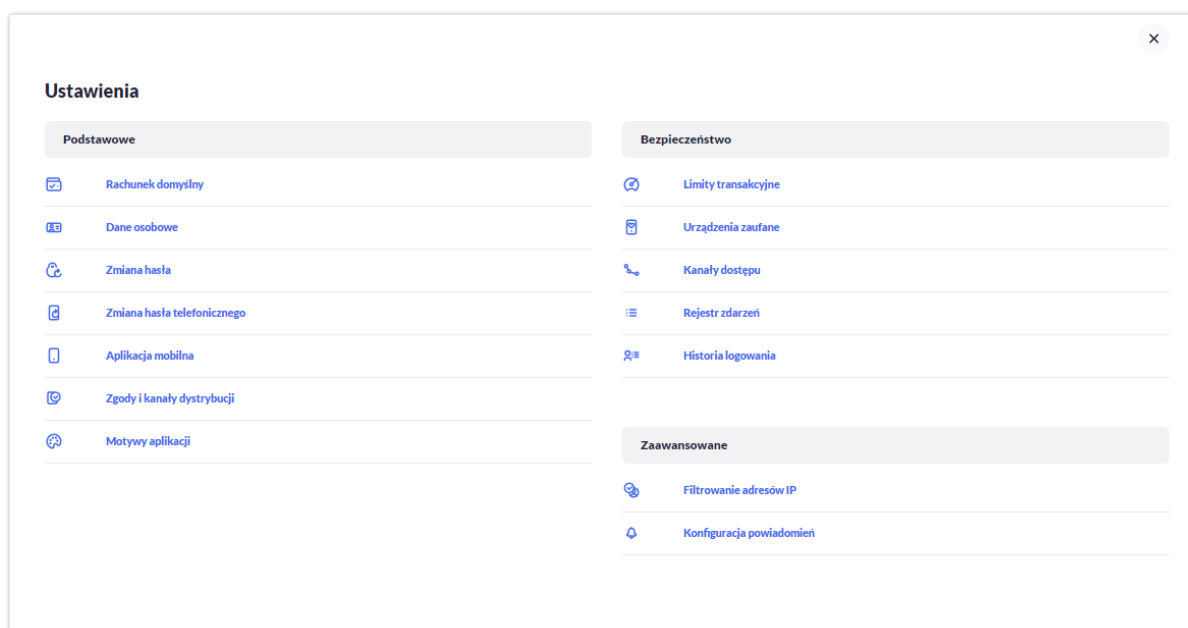 Ustawienia
Podstawowe
Rachunek domyślny
Dane osobowe
Zmiana hasła
Zmiana hasła telefonicznego
Aplikacja mobilna
Zgody i kanały dystrybucji
Motywy aplikacji
Bezpieczeństwo
Limity transakcyjne
Urządzenia zaufane
Kanały dostępu
Rejestr zdarzeń
Historia logowania
Zaawansowane
Filtrowanie adresów IP
Konfiguracja powiadomień